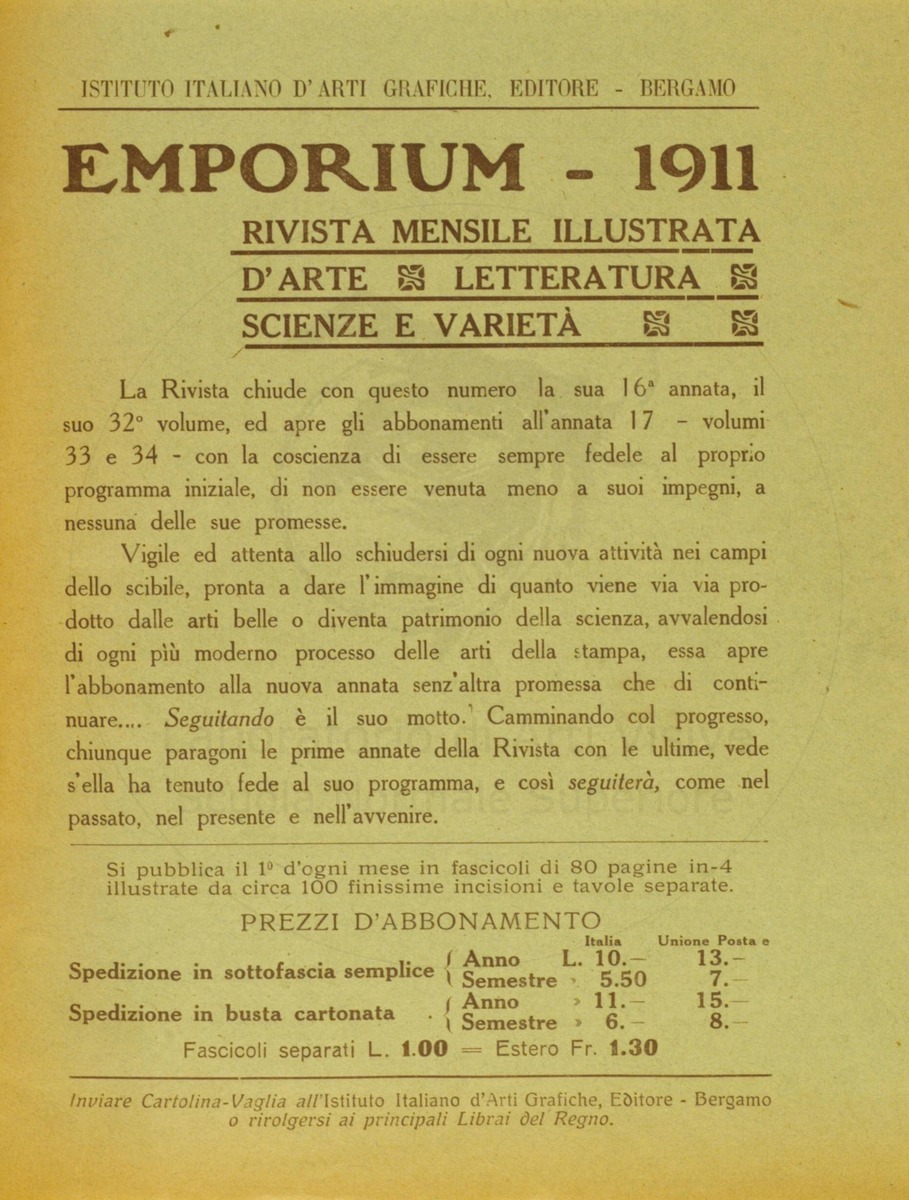 ISTITUTO ITALIANO D'ARTI GRAFICHE, EDITORE - BERGAMO
EMPORIUM - 1911
RIVISTA MENSILE ILLUSTRATA
D'ARTE LETTERATURA
SCIENZE E VARIETÀ
La Rivista chiude con questo numero la sua 16ª annata, il
suo 32º volume, ed apre gli abbonamenti all'annata 17 - volumi
33 e 34 - con la coscienza di essere sempre fedele al proprio
programma iniziale, di non essere venuta meno a suoi impegni, a
nessuna delle sue promesse.
Vigile ed attenta allo schiudersi di ogni nuova attività nei campi
dello scibile, pronta a dare l'immagine di quanto viene via via pro-
dotto dalle arti belle o diventa patrimonio della scienza, avvalendosi
di ogni pìù moderno processo delle arti della stampa, essa apre
l'abbonamento alla nuova annata senz'altra promessa che di conti-
nuare.... Seguitando è il suo motto. Camminando col progresso,
chiunque paragoni le prime annate della Rivista con le ultime, vede
s'ella ha tenuto fede al suo programma, e così seguiterà, come nel
passato, nel presente e nell'avvenire.
Si pubblica il 1º d'ogni mese in fascicoli di 80 pagine in-4
illustrate da circa 100 finissime incisioni e tavole separate.
PREZZI D'ABBONAMENTO
Italia Unione Posta e
Spedizione in sottofascia semplice { Anno L. 10.— 13.—
Semestre » 5.50 7.—
Spedizione in busta cartonata . { Anno » 11.— 15.—
Semestre » 6.— 8.—
Fascicoli separati L. 1.00 = Estero Fr. 1.30
Inviare Cartolina-Vaglia all'Istituto Italiano d'Arti Grafiche, Editore - Bergamo
o rirolgersi ai principali Librai del Regno.